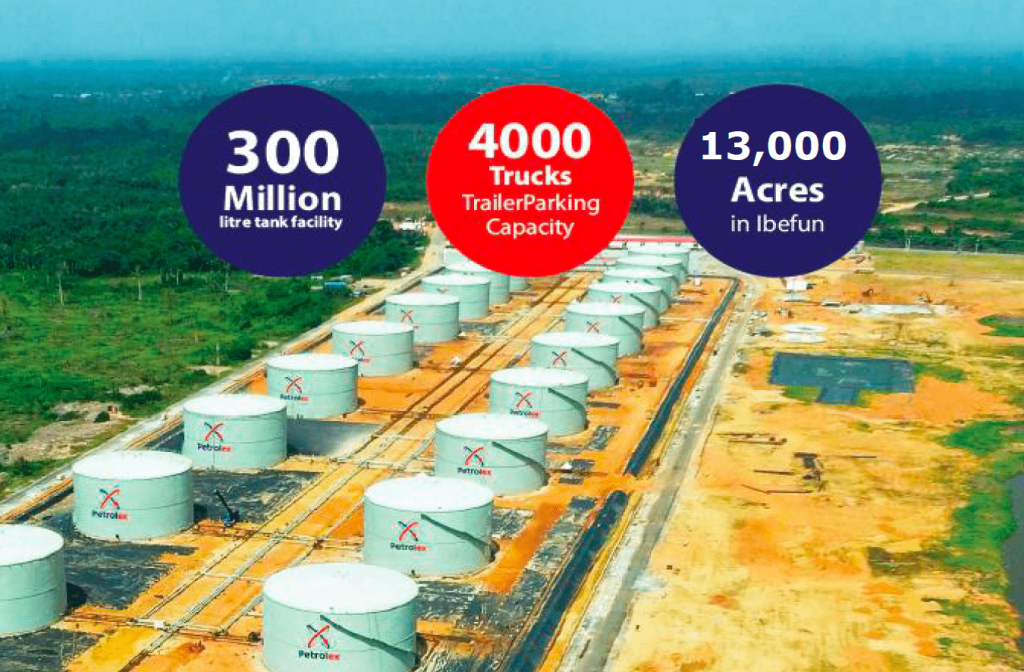 300
Million
litre tank facility
4000
Trucks
TrailerParking
Capacity
13,000
Acres
in Ibefun
Petrolex
Petrolex
Petrolex
Petrolex
Petrolex
Petrolex
Petrolex
Petrolex